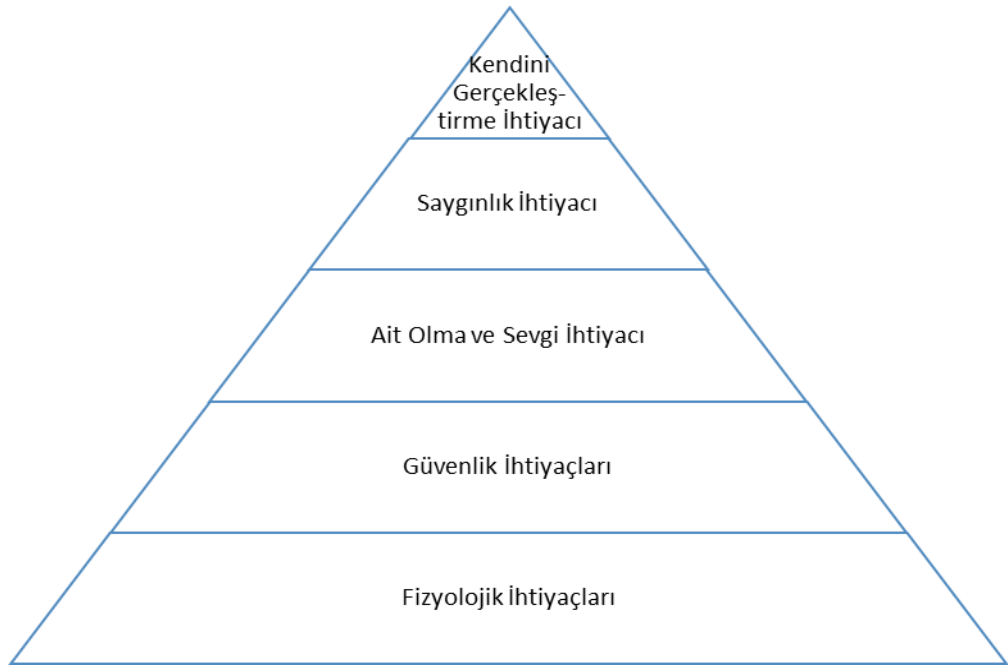 Kendini
Gerçekleş-
tirme İhtiyacı
Saygınlık İhtiyacı
Ait Olma ve Sevgi İhtiyacı
Güvenlik İhtiyaçları
Fizyolojik İhtiyaçları